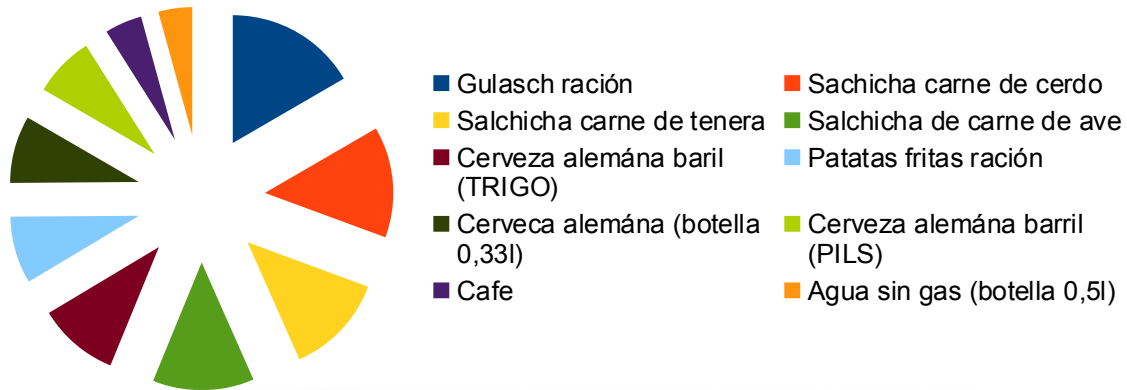 Gulasch ración
Sachicha carne de cerdo
Salchicha carne de tenera
Salchicha de carne de ave
Cerveza alemána baril
(TRIGO)
Patatas fritas ración
Cerveca alemána (botella
0,33l)
Cerveza alemána barril
(PILS)
Cafe
Agua sin gas (botella 0,5l)